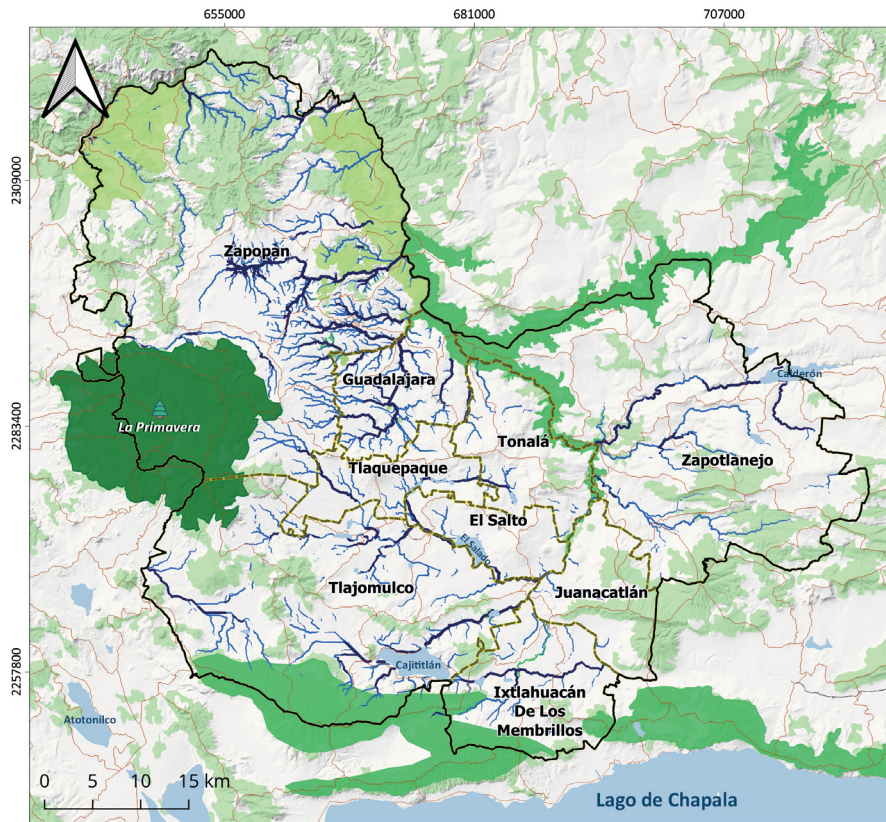 655000
681000
707000
2309000
Zapopan
Guadalajara
Calderón
2283400
La Primavera
Tonalá
Tlaquepaque
Zapotlanejo
El Salto
El Salado
Tlajomulco
Juanacatlán
2257800
Cajititlán
Ixtlahuacán
De Los
Membrillos
Atotonilco
0 5 10 15 km
Lago de Chapala